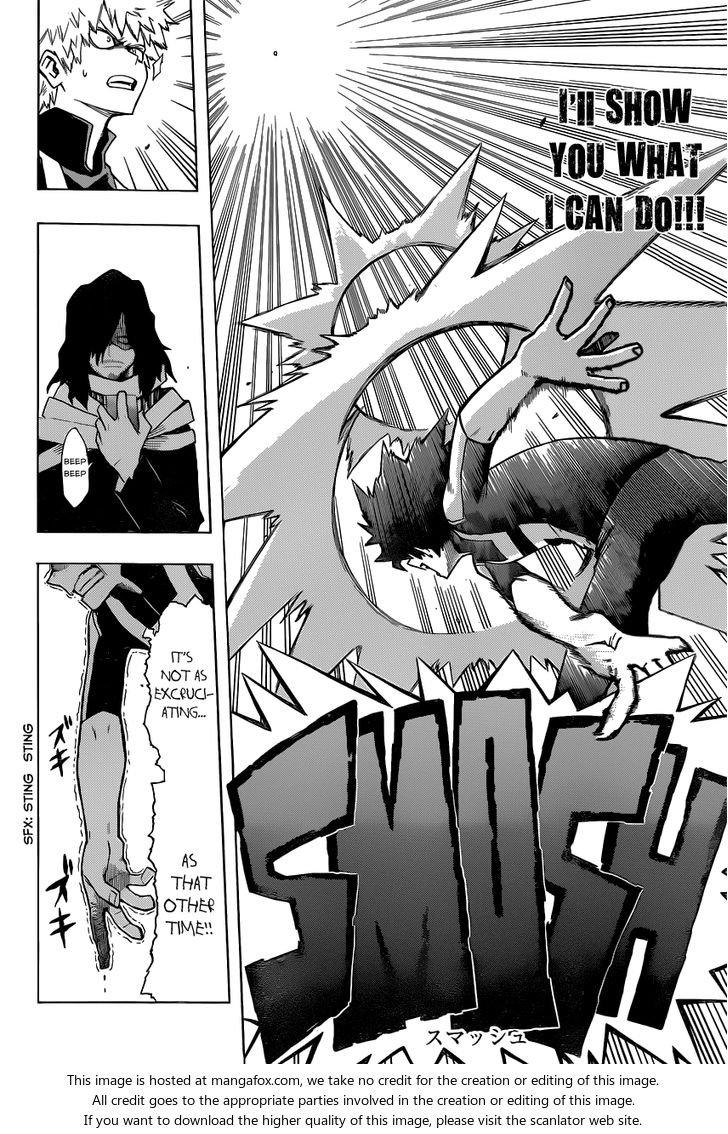 I'll SHOW
YOU WHAT
I CAN DO!!!
SMASH
スマッシュ
BEEP
BEEP
IT'S
NOT AS
EXCRUCI-
ATING...
AS
THAT
OTHER
TIME!!
ズキ
ズキ
SFX: STING STING
This image is hosted at mangafox.com, we take no credit for the creation or editing of this image.
All credit goes to the appropriate parties involved in the creation or editing of this image.
If you want to download the higher quality of this image, please visit the scanlator web site.